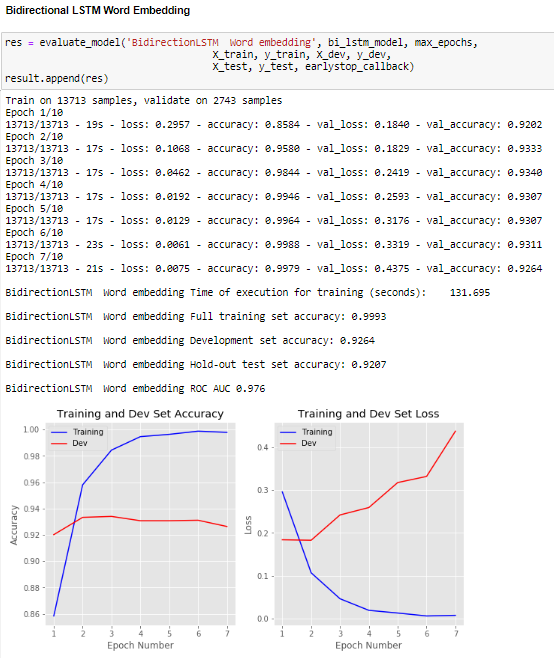 Bidirectional LSTM Word Embedding
res = evaluate_model('BidirectionLSTM  Word embedding', bi_lstm_model, max_epochs,
X_train, y_train, X_dev, y_dev,
X_test, y_test, earlystop_callback)
result.append(res)
Train on 13713 samples, validate on 2743 samples
Epoch 1/10
13713/13713 - 19s - loss: 0.2957 - accuracy: 0.8584 - val_loss: 0.1840 - val_accuracy: 0.9202
Epoch 2/10
13713/13713 - 17s - loss: 0.1068 - accuracy: 0.9580 - val_loss: 0.1829 - val_accuracy: 0.9333
Epoch 3/10
13713/13713 - 17s - loss: 0.0462 - accuracy: 0.9844 - val_loss: 0.2419 - val_accuracy: 0.9340
Epoch 4/10
13713/13713 - 17s - loss: 0.0192 - accuracy: 0.9946 - val_loss: 0.2593 - val_accuracy: 0.9307
Epoch 5/10
13713/13713 - 17s - loss: 0.0129 - accuracy: 0.9964 - val_loss: 0.3176 - val_accuracy: 0.9307
Epoch 6/10
13713/13713 - 23s - loss: 0.0061 - accuracy: 0.9988 - val_loss: 0.3319 - val_accuracy: 0.9311
Epoch 7/10
13713/13713 - 21s - loss: 0.0075 - accuracy: 0.9979 - val_loss: 0.4375 - val_accuracy: 0.9264
BidirectionLSTM  Word embedding Time of execution for training (seconds):    131.695
BidirectionLSTM  Word embedding Full training set accuracy: 0.9993
BidirectionLSTM  Word embedding Development set accuracy: 0.9264
BidirectionLSTM  Word embedding Hold-out test set accuracy: 0.9207
BidirectionLSTM  Word embedding ROC AUC 0.976
Training and Dev Set Accuracy
Training
Dev
Accuracy
1.00
0.98
0.96
0.94
0.92
0.90
0.88
0.86
1 2 3 4 5 6 7
Epoch Number
Training and Dev Set Loss
Training
Dev
Loss
0.4
0.3
0.2
0.1
0.0
1 2 3 4 5 6 7
Epoch Number